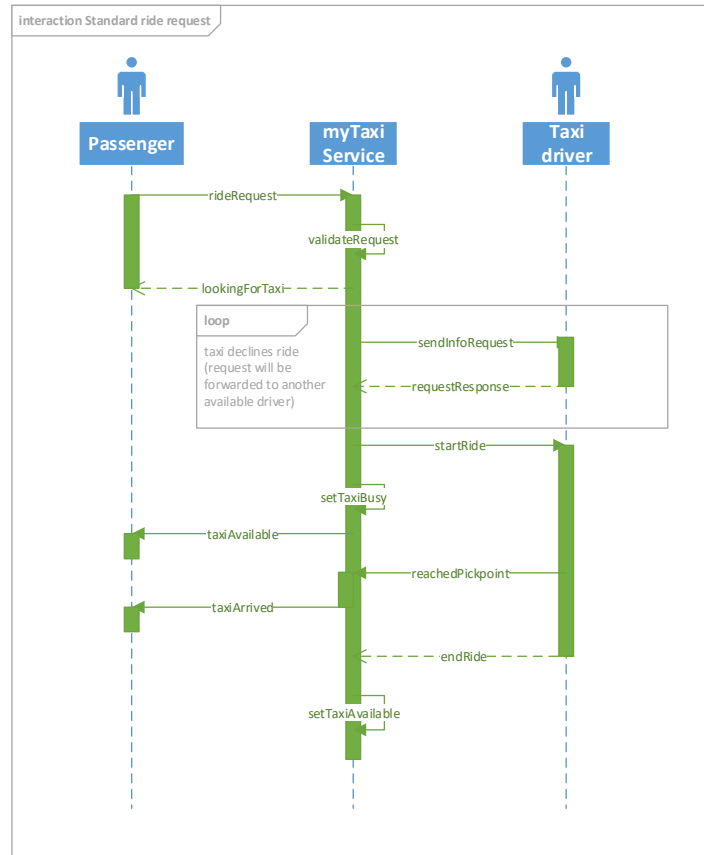 interaction Standard ride request
Passenger
myTaxi
Service
Taxi
driver
rideRequest
validateRequest
lookingForTaxi
loop
taxi declines ride
(request will be
forwarded to another
available driver)
sendInfoRequest
requestResponse
startRide
setTaxiBusy
taxiAvailable
reachedPickpoint
taxiArrived
endRide
setTaxiAvailable